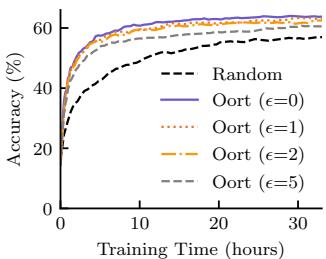 Accuracy (%)
60
40
20
0
Random
Oort (ϵ=0)
Oort (ϵ=1)
Oort (ϵ=2)
Oort (ϵ=5)
0 10 20 30
Training Time (hours)